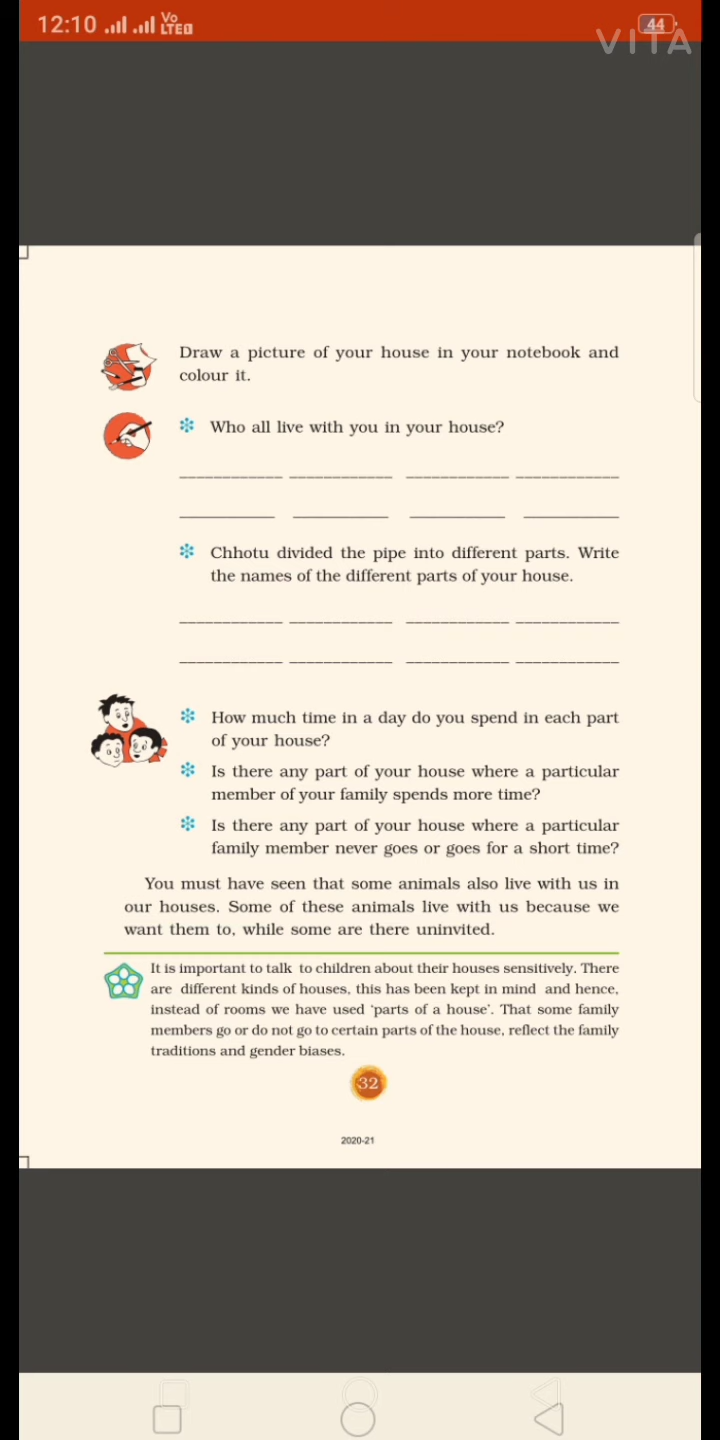 12:10 Vo LTE 44
VITA
Draw a picture of your house in your notebook and
colour it.
Who all live with you in your house?
Chhotu divided the pipe into different parts. Write
the names of the different parts of your house.
How much time in a day do you spend in each part
of your house?
Is there any part of your house where a particular
member of your family spends more time?
Is there any part of your house where a particular
family member never goes or goes for a short time?
You must have seen that some animals also live with us in
our houses. Some of these animals live with us because we
want them to, while some are there uninvited.
It is important to talk to children about their houses sensitively. There
are different kinds of houses, this has been kept in mind and hence,
instead of rooms we have used ‘parts of a house’. That some family
members go or do not go to certain parts of the house, reflect the family
traditions and gender biases.
32
2020-21